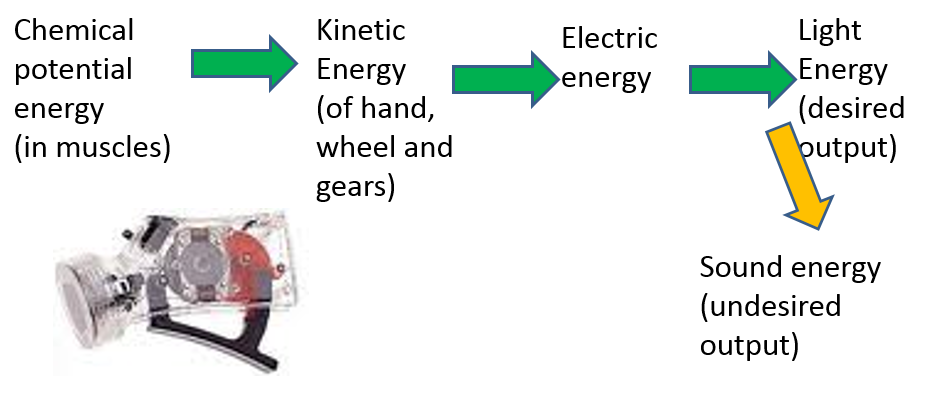 Chemical
potential
energy
(in muscles)
Kinetic
Energy
(of hand,
wheel and
gears)
Electric
energy
Light
Energy
(desired
output)
Sound energy
(undesired
output)